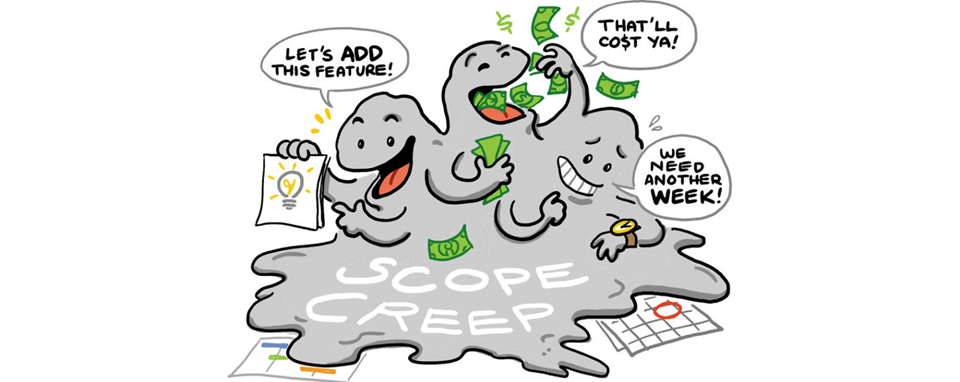 LET'S ADD
THIS FEATURE!
THAT'LL
CO$T YA!
WE
NEED
ANOTHER
WEEK!
SCOPE
CREEP